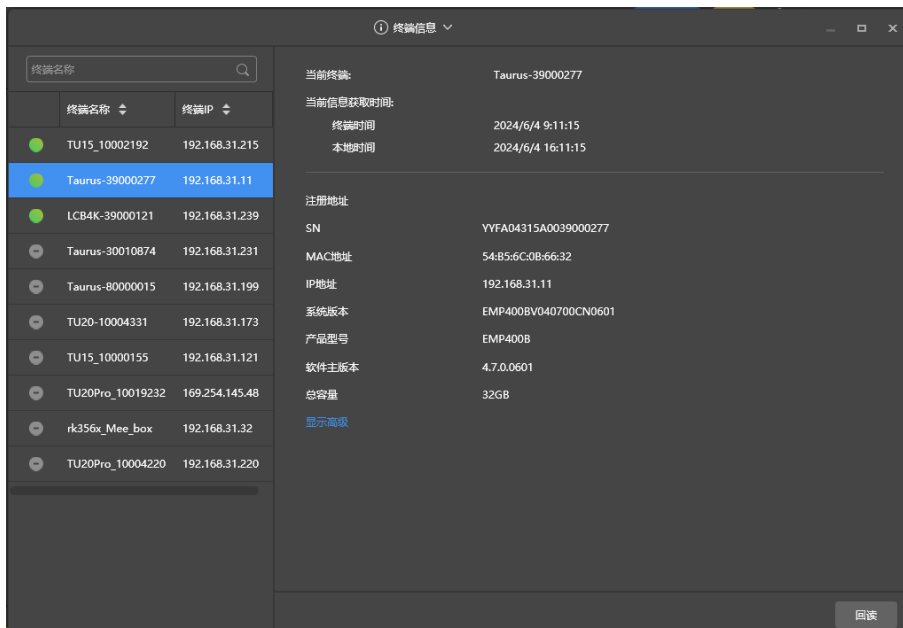 终端信息
终端名称
终端名称 终端IP
TU15_10002192 192.168.31.215
Taurus-39000277 192.168.31.11
LCB4K-39000121 192.168.31.239
Taurus-30010874 192.168.31.231
Taurus-80000015 192.168.31.199
TU20-10004331 192.168.31.173
TU15_10000155 192.168.31.121
TU20Pro_10019232 169.254.145.48
rk356x_Mee_box 192.168.31.32
TU20Pro_10004220 192.168.31.220
当前终端: Taurus-39000277
当前信息获取时间:
终端时间 2024/6/4 9:11:15
本地时间 2024/6/4 16:11:15
注册地址
SN YYFA04315A0039000277
MAC地址 54:B5:6C:0B:66:32
IP地址 192.168.31.11
系统版本 EMP400BV040700CN0601
产品型号 EMP400B
软件主版本 4.7.0.0601
总容量 32GB
显示高级
回读